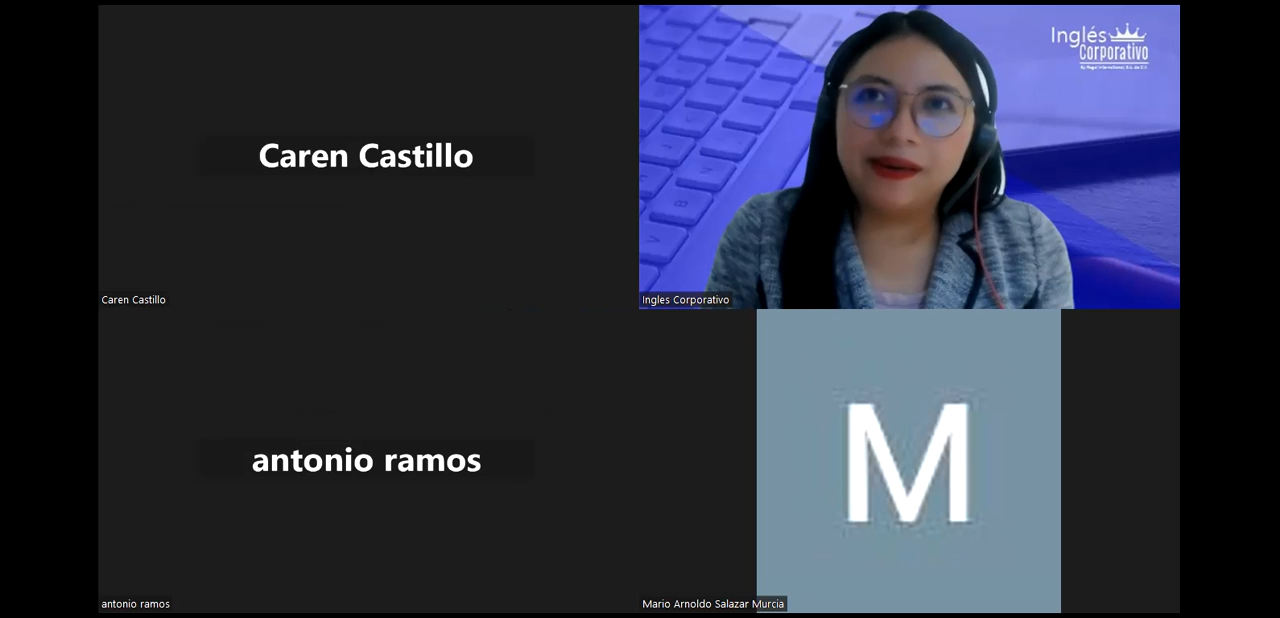 Caren Castillo
Caren Castillo
Inglés
Corporativo
Ingles Corporativo
antonio ramos
antonio ramos
M
Mario Arnoldo Salazar Murcia